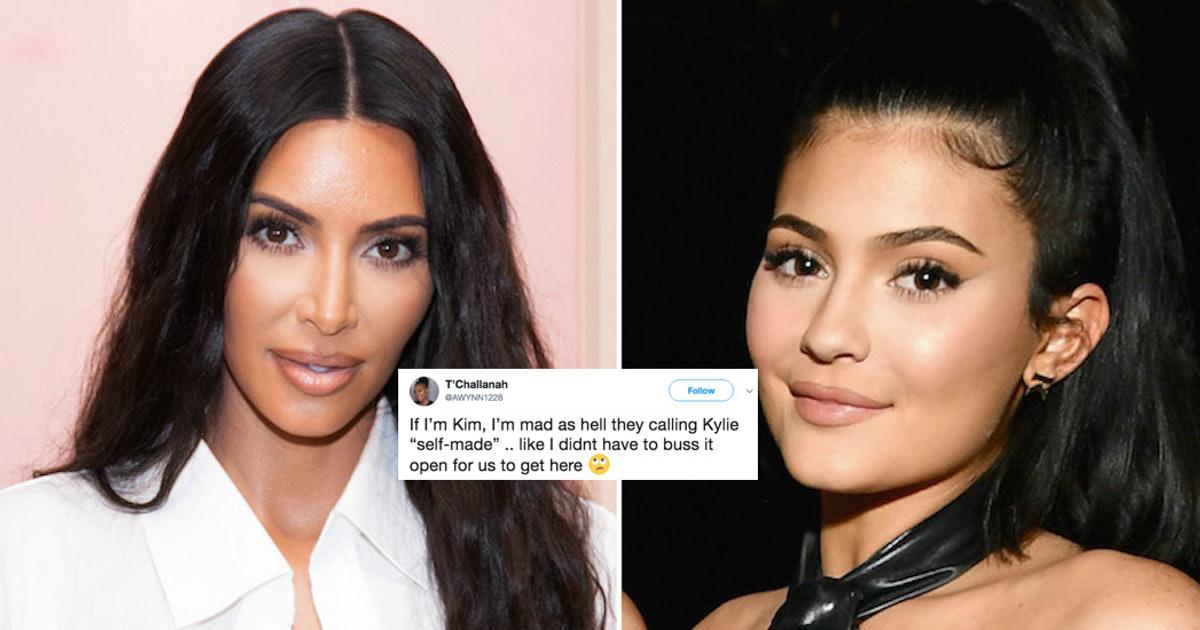 T'Challanah
@AWYNN1228
Follow
If I'm Kim, I'm mad as hell they calling Kylie
“self-made” .. like I didnt have to buss it
open for us to get here 🙄